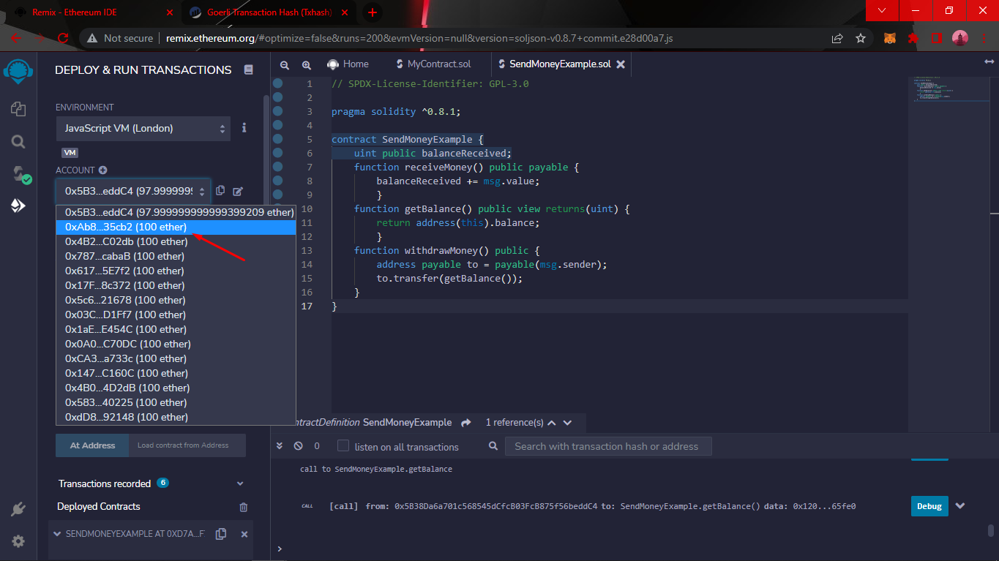 Remix - Ethereum IDE
Goerli Transaction Hash (Txhash)
Not secure
remix.ethereum.org/#optimize=false&runs=200&evmVersion=null&version=soljson-v0.8.7+commit.e28d00a7.js
DEPLOY & RUN TRANSACTIONS
ENVIRONMENT
JavaScript VM (London)
VM
ACCOUNT
0x5B3...eddC4 (97.9999999
0x5B3...eddC4 (97.999999999999399209 ether)
0xAb8...35cb2 (100 ether)
0x4B2...C02db (100 ether)
0x787...cabaB (100 ether)
0x617...5E7f2 (100 ether)
0x17F...8c372 (100 ether)
0x5c6...21678 (100 ether)
0x03C...D1Ff7 (100 ether)
0x1aE...E454C (100 ether)
0x0A0...C70DC (100 ether)
0xCA3...a733c (100 ether)
0x147...C160C (100 ether)
0x4B0...4D2dB (100 ether)
0x583...40225 (100 ether)
0xdD8...92148 (100 ether)
At Address
Load contract from Address
Transactions recorded 6
Deployed Contracts
SENDMONEYEXAMPLE AT 0XD7A...F
Home
MyContract.sol
SendMoneyExample.sol
1 // SPDX-License-Identifier: GPL-3.0
2
3 pragma solidity ^0.8.1;
4
5 contract SendMoneyExample {
6 uint public balanceReceived;
7 function receiveMoney() public payable {
8 balanceReceived += msg.value;
9 }
10 function getBalance() public view returns(uint) {
11 return address(this).balance;
12 }
13 function withdrawMoney() public {
14 address payable to = payable(msg.sender);
15 to.transfer(getBalance());
16 }
17 }
ntractDefinition SendMoneyExample
1 reference(s)
0
listen on all transactions
Search with transaction hash or address
call to SendMoneyExample.getBalance
CALL
[call] from: 0x5B38Da6a701c568545dCfcB03FcB875f56beddC4 to: SendMoneyExample.getBalance() data: 0x120...65fe0
Debug
>